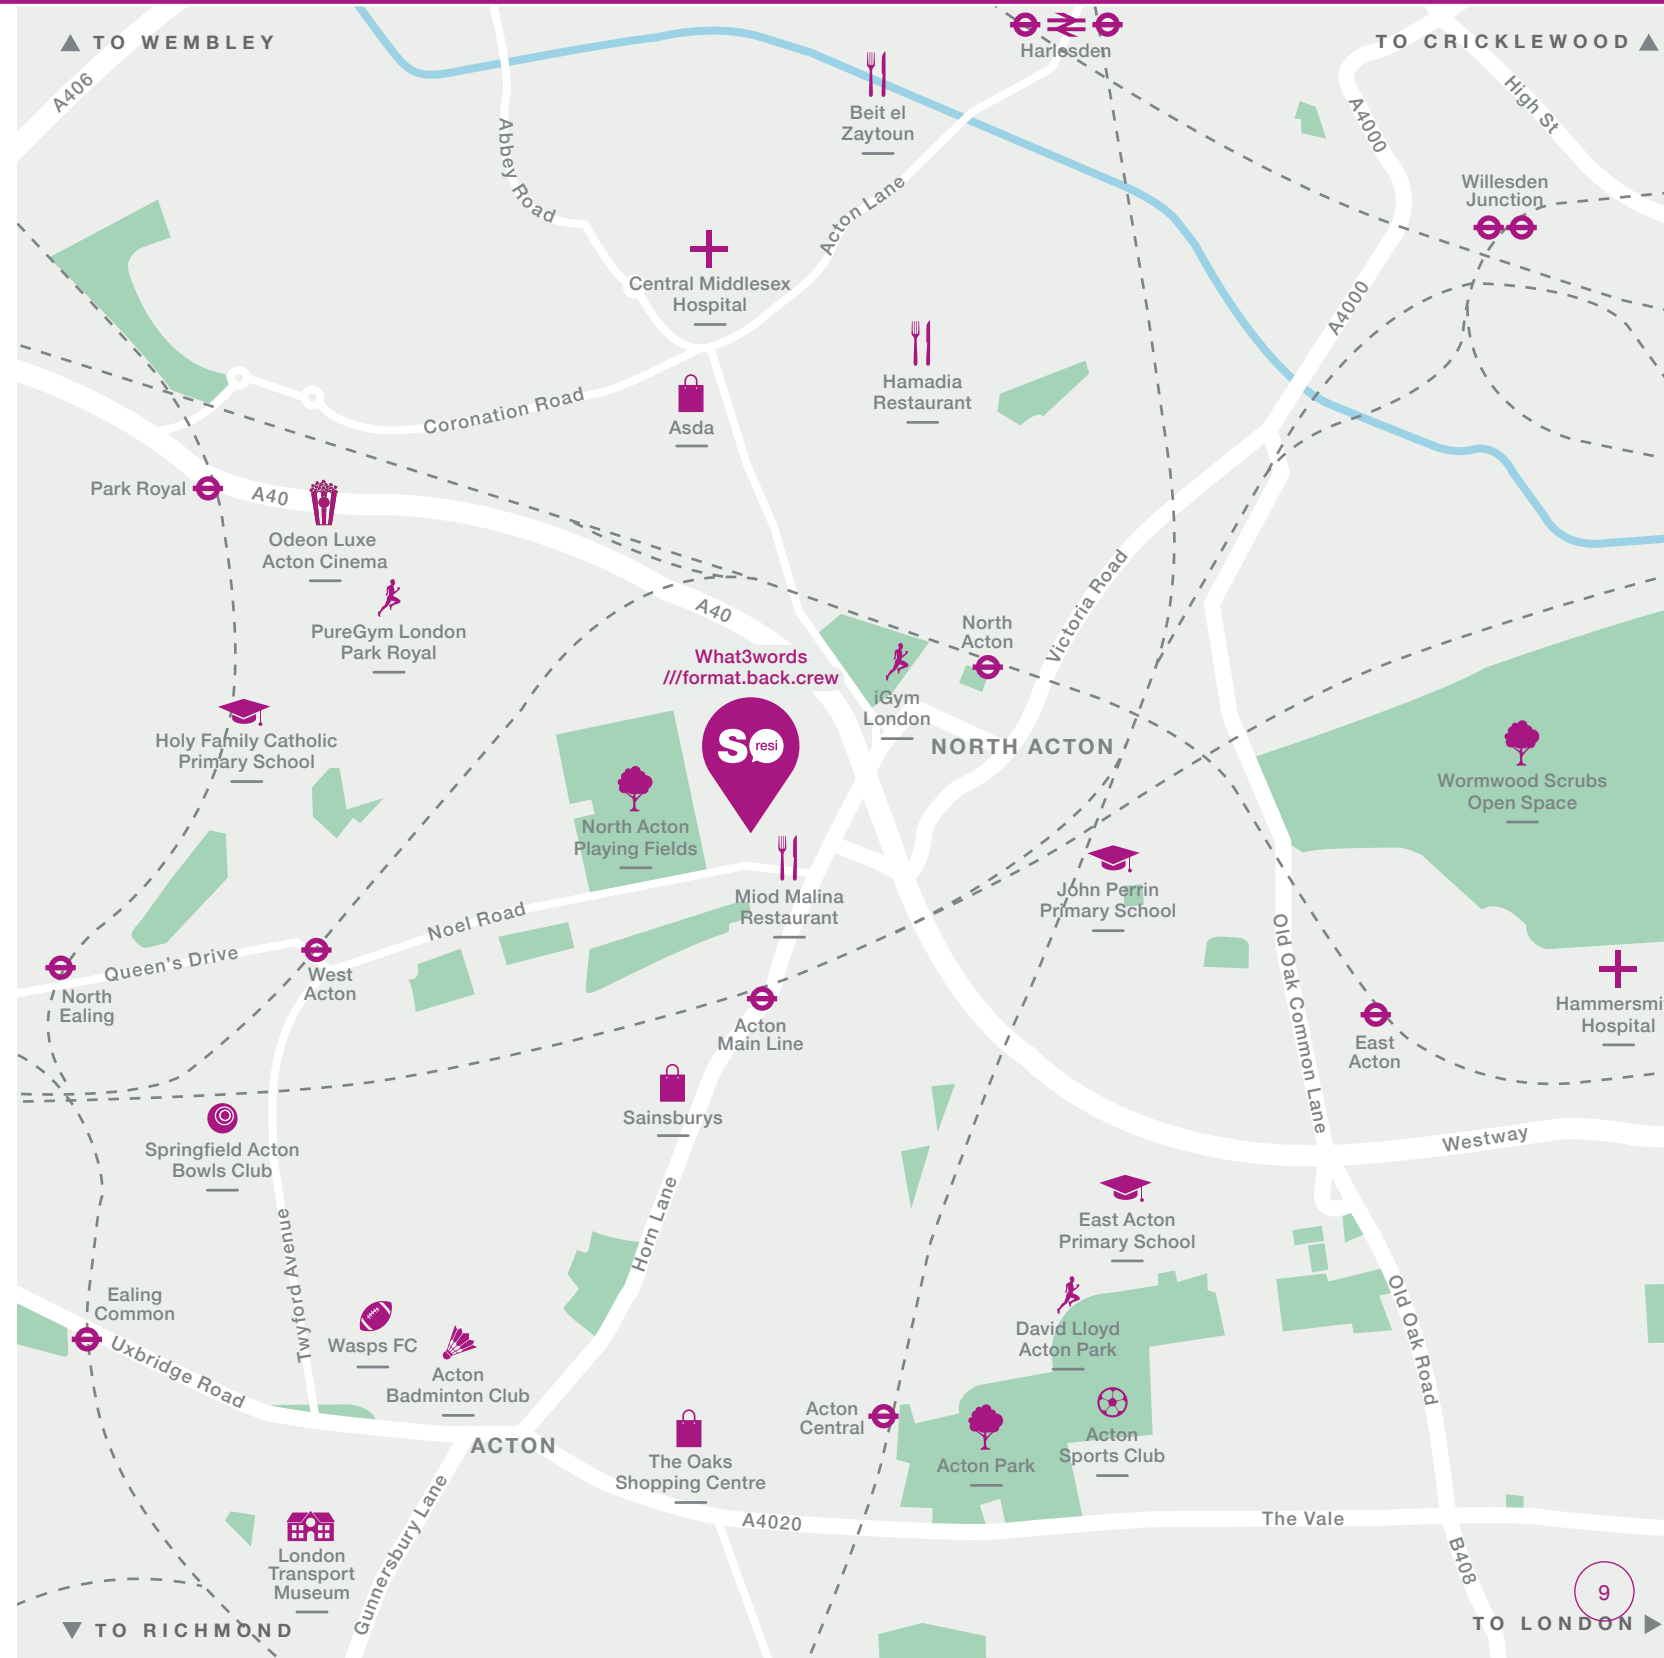 TO WEMBLEY
Harlesden
TO CRICKLEWOOD
A406
Abbey Road
Beit el
Zaytoun
A4000
High St
Acton Lane
Willesden
Junction
Central Middlesex
Hospital
A4000
Hamadia
Restaurant
Coronation Road
Asda
Park Royal
A40
Odeon Luxe
Acton Cinema
PureGym London
Park Royal
A40
Victoria Road
North
Acton
What3words
///format.back.crew
iGym
London
So
resi
NORTH ACTON
Holy Family Catholic
Primary School
Wormwood Scrubs
Open Space
North Acton
Playing Fields
Miod Malina
Restaurant
John Perrin
Primary School
Noel Road
Queen's Drive
West
Acton
North
Ealing
Old Oak Common Lane
Hammersmi
Hospital
Acton
Main Line
East
Acton
Sainsburys
Springfield Acton
Bowls Club
Westway
Horn Lane
East Acton
Primary School
Twyford Avenue
Ealing
Common
Uxbridge Road
Wasps FC
Acton
Badminton Club
David Lloyd
Acton Park
Old Oak Road
Acton
Central
Acton
Sports Club
Acton Park
ACTON
The Oaks
Shopping Centre
A4020
The Vale
Gunnersbury Lane
London
Transport
Museum
B408
9
TO RICHMOND
TO LONDON